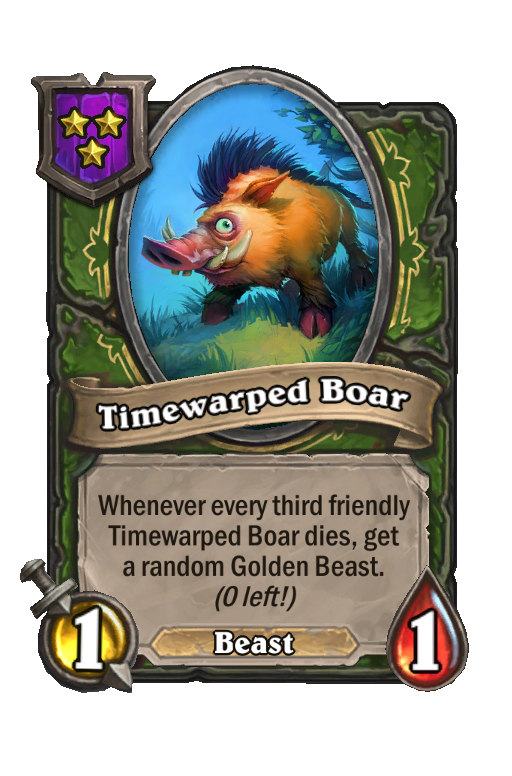 Timewarped Boar
Whenever every third friendly
Timewarped Boar dies, get
a random Golden Beast.
(0 left!)
1
Beast
1